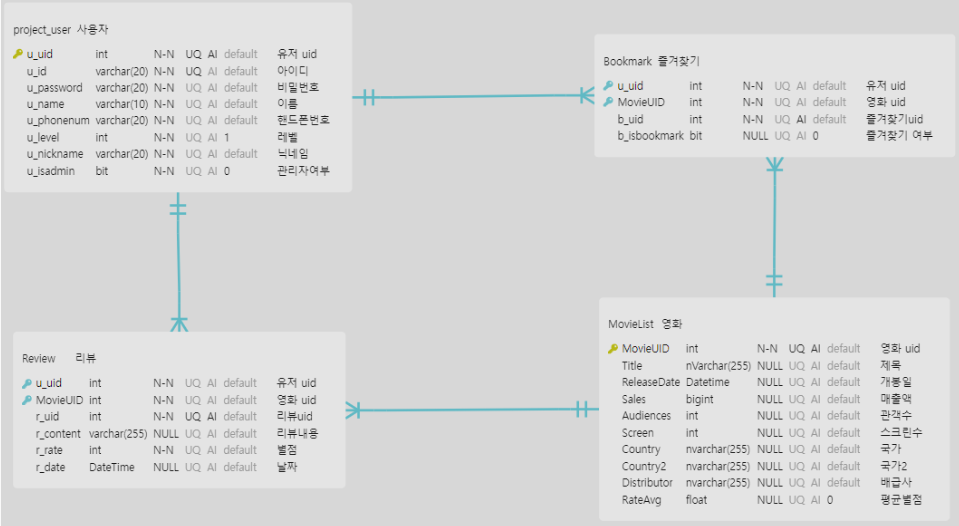 project_user 사용자
u_uid int N-N UQ AI default 유저 uid
u_id varchar(20) N-N UQ AI default 아이디
u_password varchar(20) N-N UQ AI default 비밀번호
u_name varchar(10) N-N UQ AI default 이름
u_phonenum varchar(20) N-N UQ AI default 핸드폰번호
u_level int N-N UQ AI 1 레벨
u_nickname varchar(20) N-N UQ AI default 닉네임
u_isadmin bit N-N UQ AI 0 관리자여부
Bookmark 즐겨찾기
u_uid int N-N UQ AI default 유저 uid
MovieUID int N-N UQ AI default 영화 uid
b_uid int N-N UQ AI default 즐겨찾기uid
b_isbookmark bit NULL UQ AI 0 즐겨찾기 여부
Review 리뷰
u_uid int N-N UQ AI default 유저 uid
MovieUID int N-N UQ AI default 영화 uid
r_uid int N-N UQ AI default 리뷰uid
r_content varchar(255) NULL UQ AI default 리뷰내용
r_rate int N-N UQ AI default 별점
r_date DateTime NULL UQ AI default 날짜
MovieList 영화
MovieUID int N-N UQ AI default 영화 uid
Title nVarchar(255) NULL UQ AI default 제목
ReleaseDate Datetime NULL UQ AI default 개봉일
Sales bigint NULL UQ AI default 매출액
Audiences int NULL UQ AI default 관객수
Screen int NULL UQ AI default 스크린수
Country nvarchar(255) NULL UQ AI default 국가
Country2 nvarchar(255) NULL UQ AI default 국가2
Distributor nvarchar(255) NULL UQ AI default 배급사
RateAvg float NULL UQ AI 0 평균별점